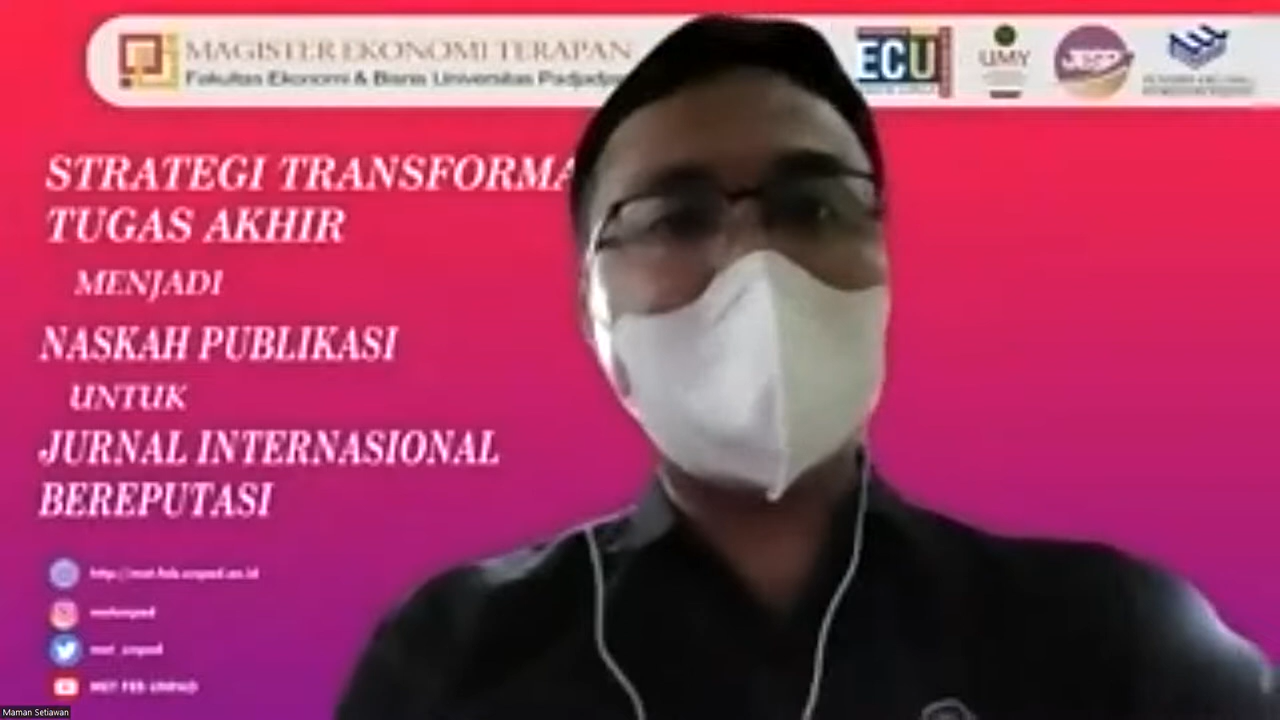 MAGISTER EKONOMI TERAPAN
Fakultas Ekonomi & Bisnis Universitas
ECU
UMY
STRATEGI TRANSFORMA
TUGAS AKHIR
MENJADI
NASKAH PUBLIKASI
UNTUK
JURNAL INTERNASIONAL
BEREPUTASI
http://met.feb.unpad.ac.id
metunpad
met_unpad
MET FEB UNPAD
Maman Setiawan